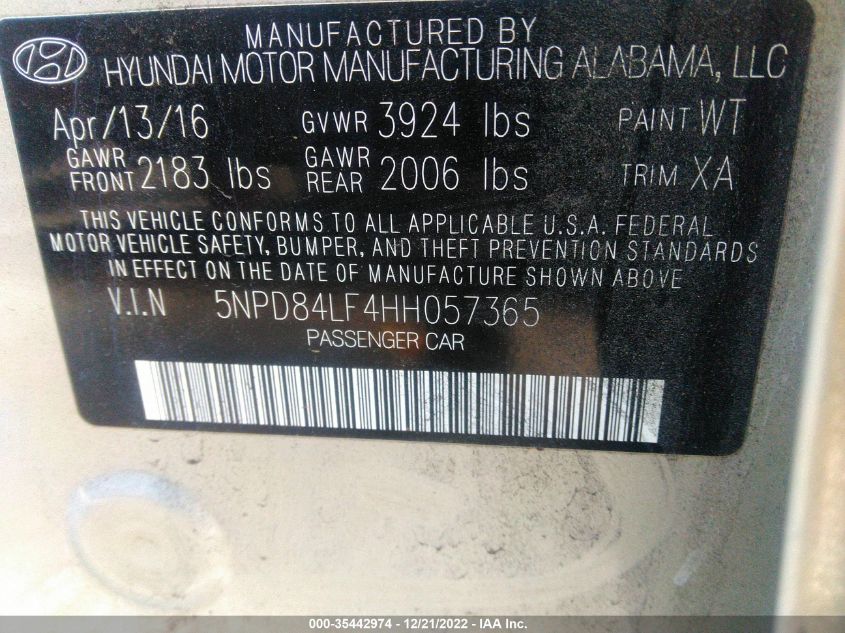 MANUFACTURED BY
HYUNDAI MOTOR MANUFACTURING ALABAMA, LLC
Apr/13/16 GVWR 3924 lbs PAINT WT
GAWR FRONT 2183 lbs GAWR REAR 2006 lbs TRIM XA
THIS VEHICLE CONFORMS TO ALL APPLICABLE U.S.A. FEDERAL
MOTOR VEHICLE SAFETY, BUMPER, AND THEFT PREVENTION STANDARDS
IN EFFECT ON THE DATE OF MANUFACTURE SHOWN ABOVE.
V.I.N 5NPD84LF4HH057365
PASSENGER CAR
000-35442974 - 12/21/2022 - IAA Inc.